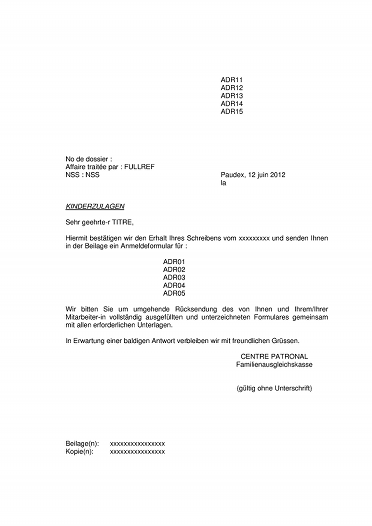 ADR11
ADR12
ADR13
ADR14
ADR15
No de dossier :
Affaire traitée par : FULLREF
NSS : NSS
Paudex, 12 juin 2012
la
KINDERZULAGEN
Sehr geehrte-r TITRE,
Hiermit bestätigen wir den Erhalt Ihres Schreibens vom xxxxxxxxx und senden Ihnen
in der Beilage ein Anmeldeformular für :
ADR01
ADR02
ADR03
ADR04
ADR05
Wir bitten Sie um umgehende Rücksendung des von Ihnen und Ihrem/Ihrer
Mitarbeiter-in vollständig ausgefüllten und unterzeichneten Formulares gemeinsam
mit allen erforderlichen Unterlagen.
In Erwartung einer baldigen Antwort verbleiben wir mit freundlichen Grüssen.
CENTRE PATRONAL
Familienausgleichskasse
(gültig ohne Unterschrift)
Beilage(n): xxxxxxxxxxxxxxxx
Kopie(n): xxxxxxxxxxxxxxxx